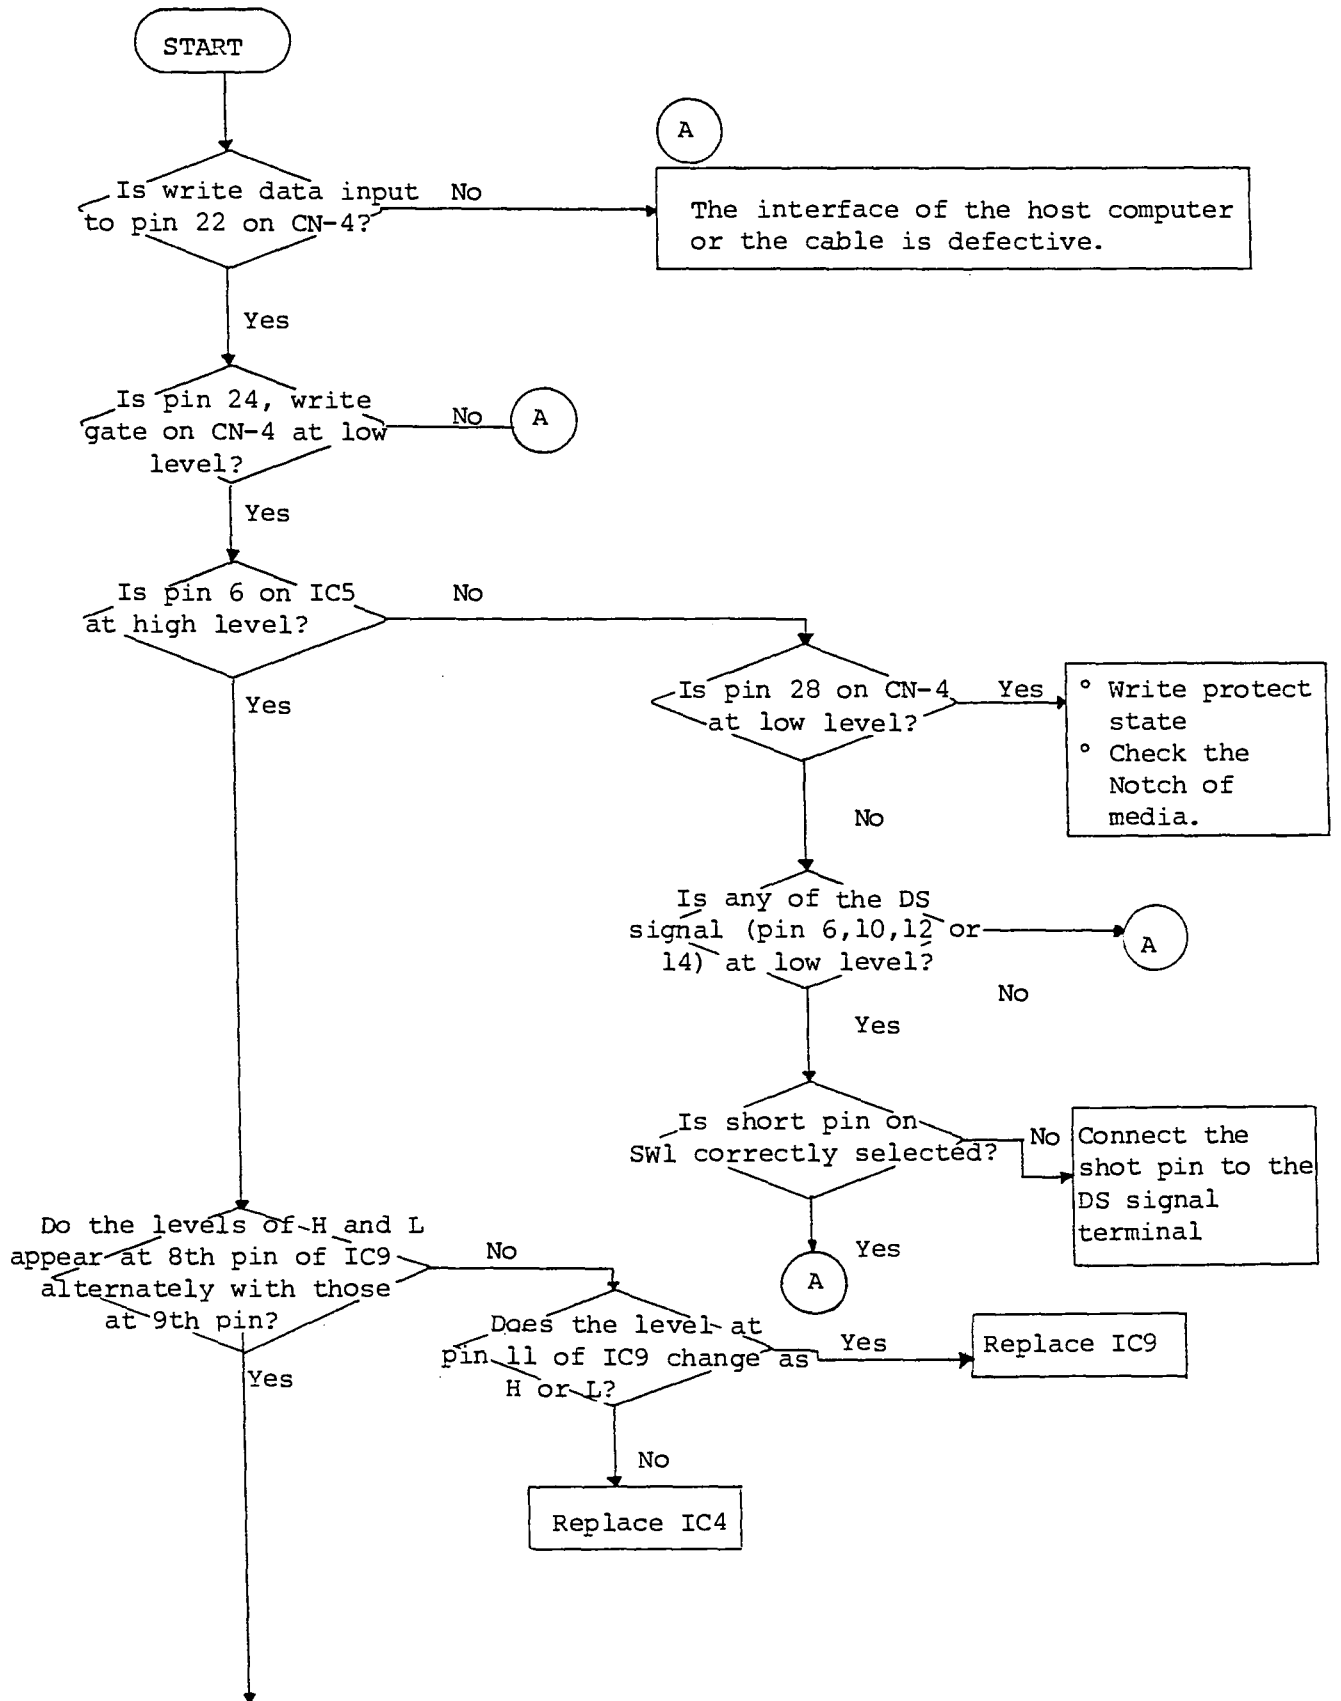 START
A
Is write data input
to pin 22 on CN-4?
No
The interface of the host computer
or the cable is defective.
Yes
Is pin 24, write
gate on CN-4 at low
level?
No
A
Yes
Is pin 6 on IC5
at high level?
No
Yes
Is pin 28 on CN-4
at low level?
Yes
° Write protect
state
° Check the
Notch of
media.
No
Is any of the DS
signal (pin 6,10,12 or
14) at low level?
A
No
Yes
Is short pin on
SW1 correctly selected?
No
Connect the
shot pin to the
DS signal
terminal
Yes
A
Do the levels of H and L
appear at 8th pin of IC9
alternately with those
at 9th pin?
No
Yes
Does the level at
pin 11 of IC9 change as
H or L?
Yes
Replace IC9
No
Replace IC4